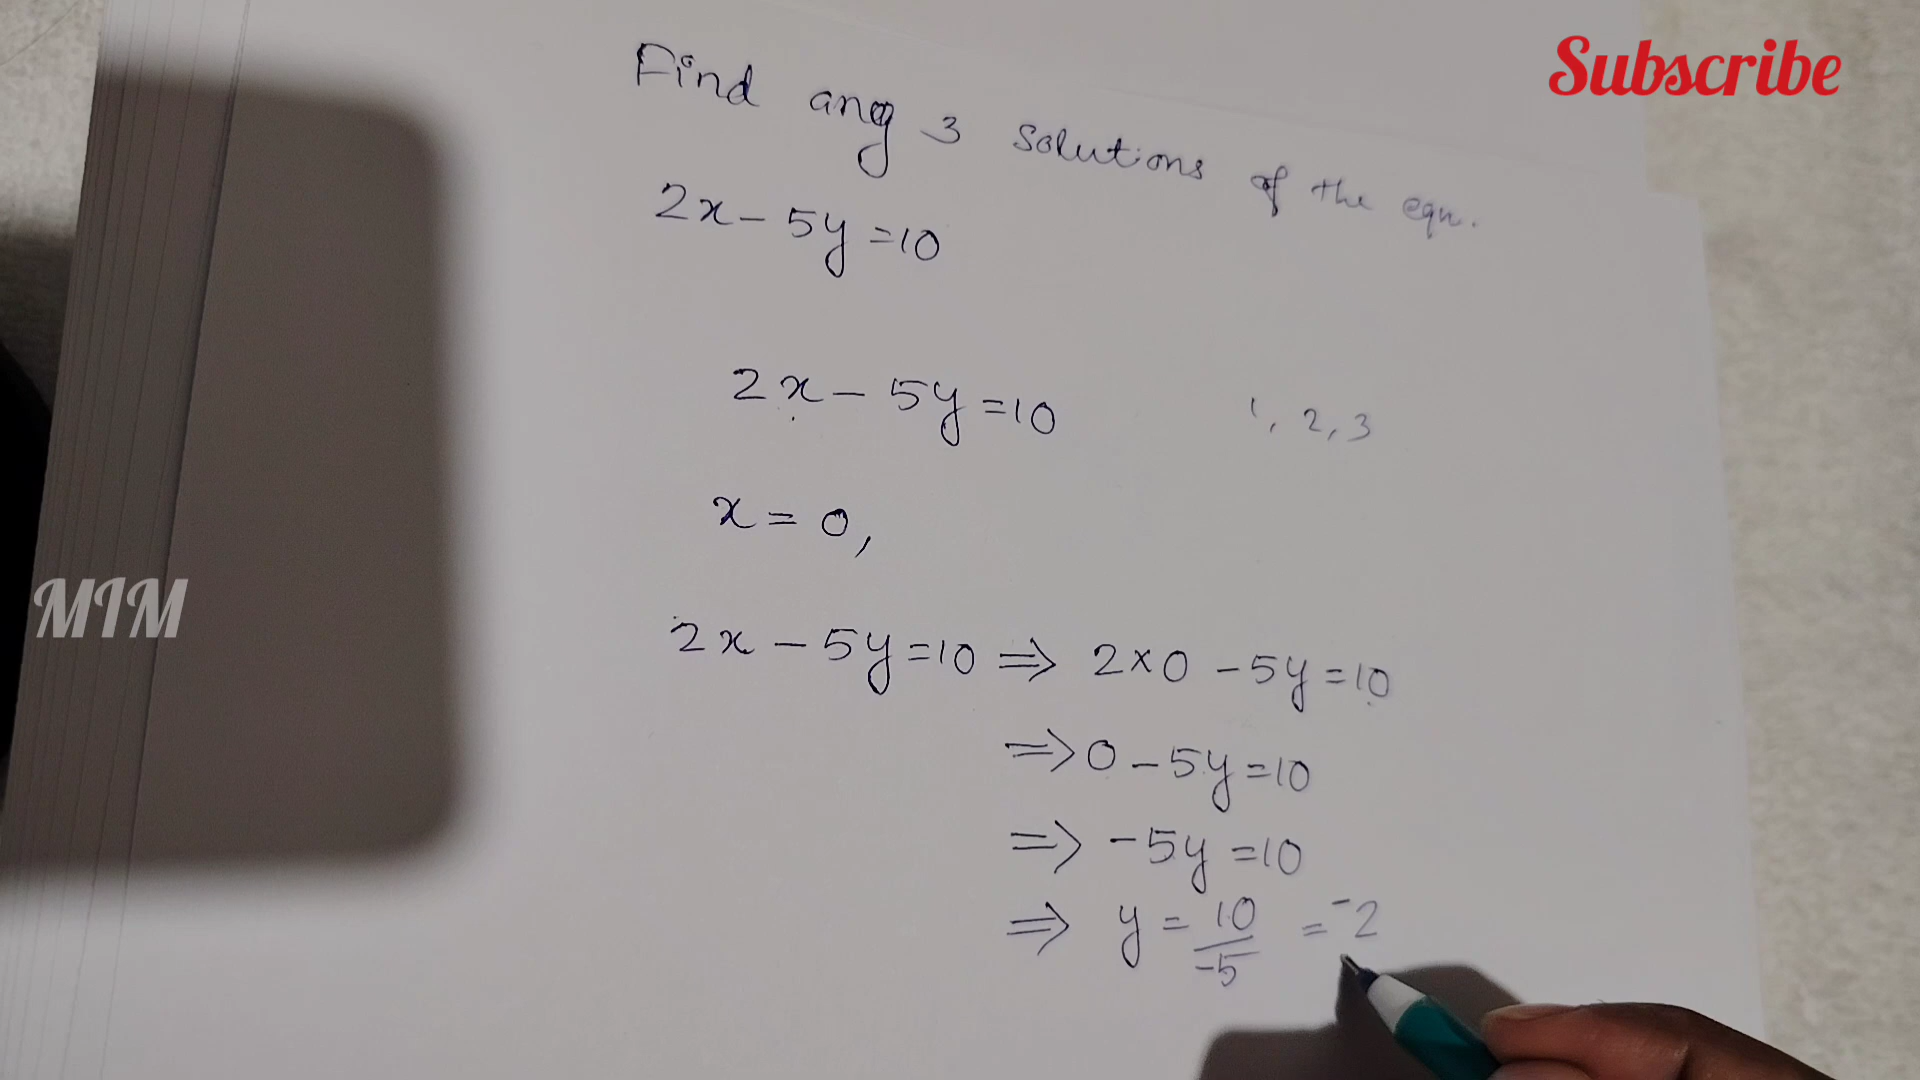 Subscribe
Find any 3 solutions of the eqn.
2x - 5y = 10
2x - 5y = 10
1, 2, 3
x = 0,
MIM
2x - 5y = 10 ⇒ 2×0 - 5y = 10
⇒ 0 - 5y = 10
⇒ -5y = 10
⇒ y = 10/-5 = -2